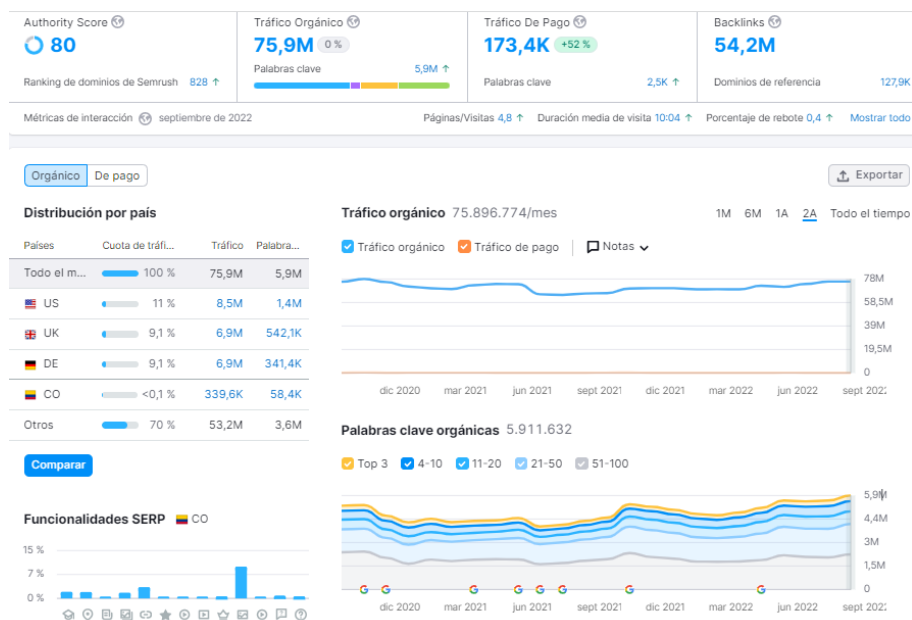 Authority Score
80
Ranking de dominios de Semrush 828 ↑
Tráfico Orgánico
75,9M 0 %
Palabras clave 5,9M ↑
Tráfico De Pago
173,4K +52 %
Palabras clave 2,5K ↑
Backlinks
54,2M
Dominios de referencia 127,9K
Métricas de interacción septiembre de 2022 Páginas/Visitas 4,8 ↑ Duración media de visita 10:04 ↑ Porcentaje de rebote 0,4 ↑ Mostrar todo
Orgánico De pago
Exportar
Distribución por país
Países Cuota de tráfi... Tráfico Palabra...
Todo el m... 100 % 75,9M 5,9M
US 11 % 8,5M 1,4M
UK 9,1 % 6,9M 542,1K
DE 9,1 % 6,9M 341,4K
CO <0,1 % 339,6K 58,4K
Otros 70 % 53,2M 3,6M
Comparar
Funcionalidades SERP CO
15 %
7 %
0 %
Tráfico orgánico 75.896.774/mes
1M 6M 1A 2A Todo el tiempo
Tráfico orgánico Tráfico de pago Notas
78M
58,5M
39M
19,5M
0
dic 2020 mar 2021 jun 2021 sept 2021 dic 2021 mar 2022 jun 2022 sept 2022
Palabras clave orgánicas 5.911.632
Top 3 4-10 11-20 21-50 51-100
5,9M
4,4M
3M
1,5M
0
dic 2020 mar 2021 jun 2021 sept 2021 dic 2021 mar 2022 jun 2022 sept 2022